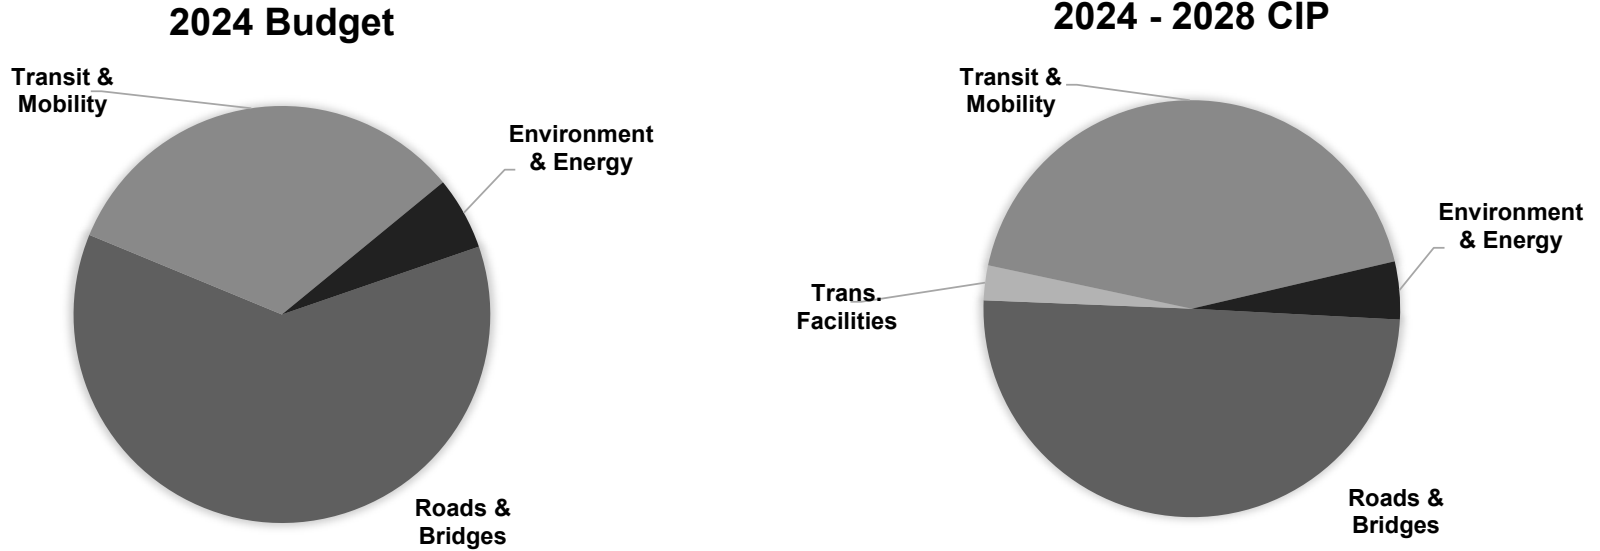 2024 Budget
Transit &
Mobility
Environment
& Energy
Roads &
Bridges
2024 - 2028 CIP
Transit &
Mobility
Environment
& Energy
Trans.
Facilities
Roads &
Bridges